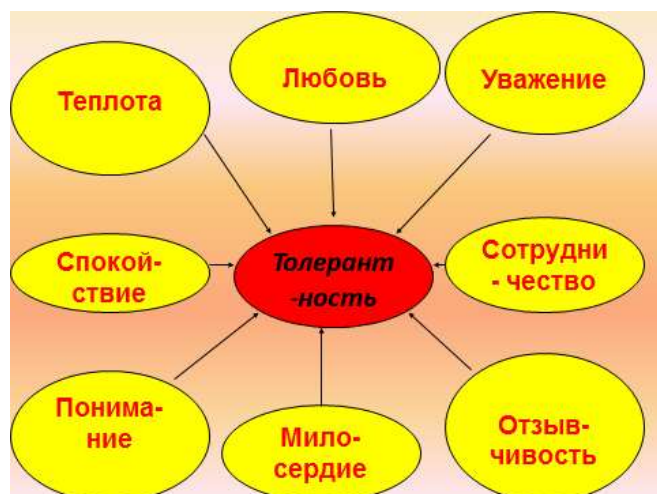 Теплота
Любовь
Уважение
Спокой-
ствие
Толерант
-ность
Сотрудни
- чество
Понима-
ние
Мило-
сердие
Отзыв-
чивость